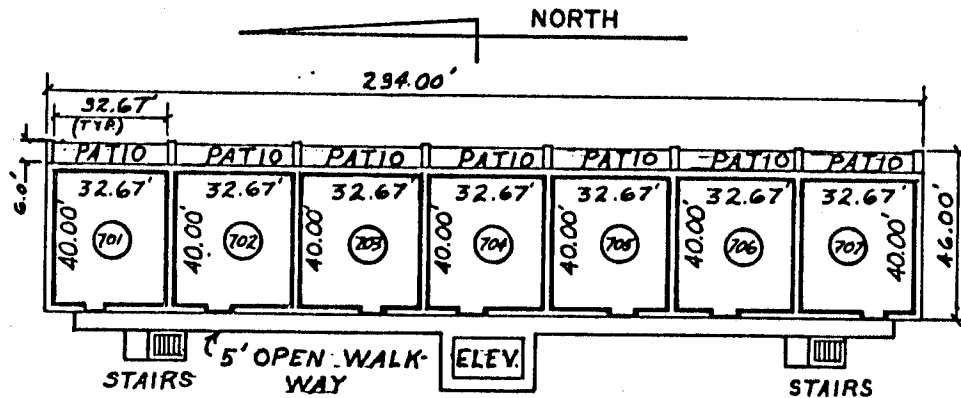 NORTH
294.00'
32.67'
(TYP.)
6.0'
PATIO PATIO PATIO PATIO PATIO PATIO PATIO
32.67' 32.67' 32.67' 32.67' 32.67' 32.67' 32.67'
40.00' 701 40.00' 702 40.00' 703 40.00' 704 40.00' 705 40.00' 706 707 40.00'
46.00'
5' OPEN WALK-
WAY
ELEV.
STAIRS
STAIRS